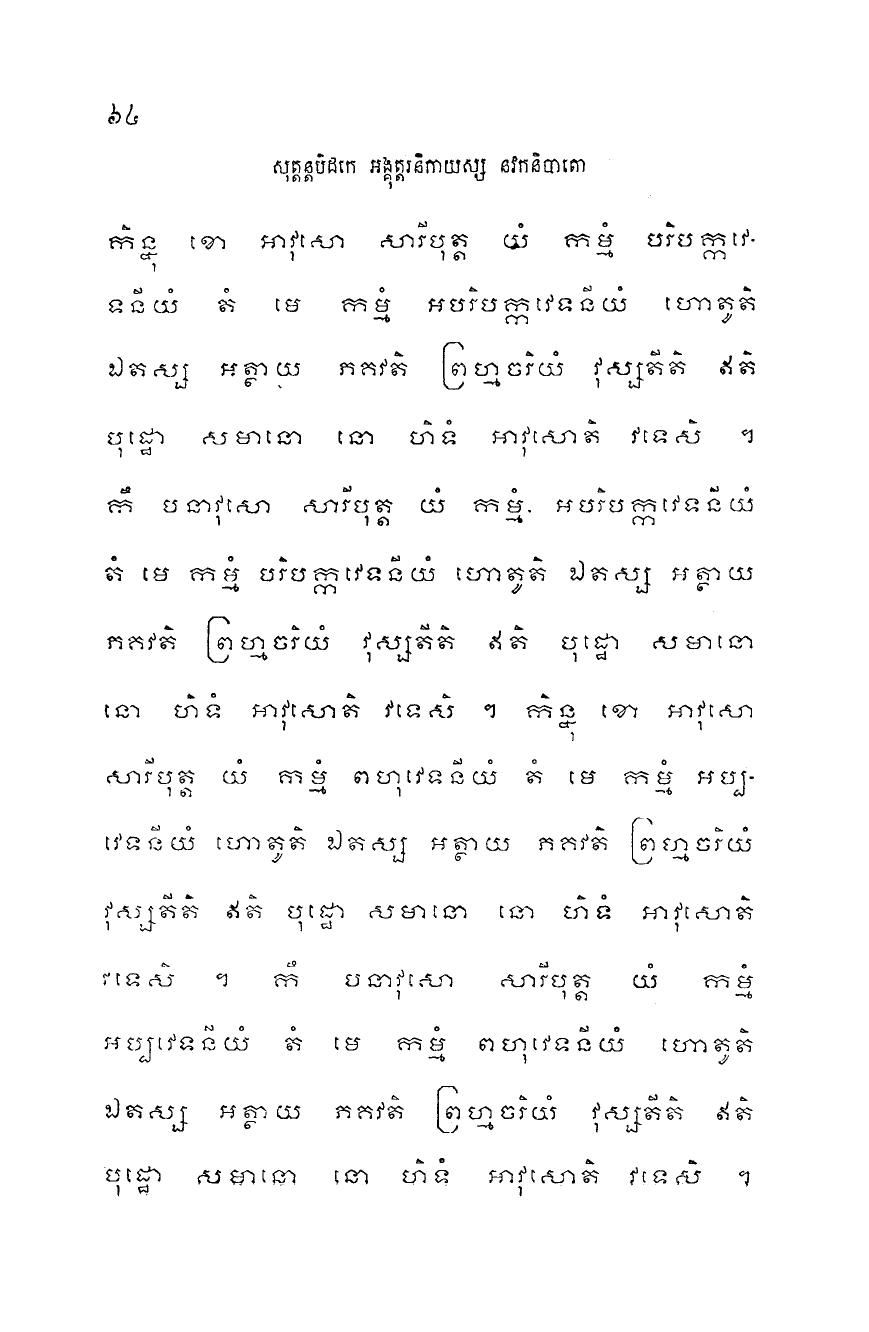 ៦៤
សុត្តន្តបិដកេ អង្គុត្តរនិកាយស្ស នវកនិបាតោ
កិន្នុ ខោ អាវុសោ សារីបុត្ត យំ កម្មំ បរិបក្កវេ-
ទនីយំ តំ មេ កម្មំ អបរិបក្កវេទនីយំ ហោតូតិ
ឯតស្ស អត្ថាយ ភគវតិ ព្រហ្មចរិយំ វុស្សតីតិ ឥតិ
បុដ្ឋោ សមានោ នោ ហិទំ អាវុសោតិ វទេសិ ។
កឹ បនាវុសោ សារីបុត្ត យំ កម្មំ. អបរិបក្កវេទនីយំ
តំ មេ កម្មំ បរិបក្កវេទនីយំ ហោតូតិ ឯតស្ស អត្ថាយ
ភគវតិ ព្រហ្មចរិយំ វុស្សតីតិ ឥតិ បុដ្ឋោ សមានោ
នោ ហិទំ អាវុសោតិ វទេសិ ។ កិន្នុ ខោ អាវុសោ
សារីបុត្ត យំ កម្មំ ពហុវេទនីយំ តំ មេ កម្មំ អប្ប-
វេទនីយំ ហោតូតិ ឯតស្ស អត្ថាយ ភគវតិ ព្រហ្មចរិយំ
វុស្សតីតិ ឥតិ បុដ្ឋោ សមានោ នោ ហិទំ អាវុសោតិ
វទេសិ ។ កឹ បនាវុសោ សារីបុត្ត យំ កម្មំ
អប្បវេទនីយំ តំ មេ កម្មំ ពហុវេទនីយំ ហោតូតិ
ឯតស្ស អត្ថាយ ភគវតិ ព្រហ្មចរិយំ វុស្សតីតិ ឥតិ
បុដ្ឋោ សមានោ នោ ហិទំ អាវុសោតិ វទេសិ ។